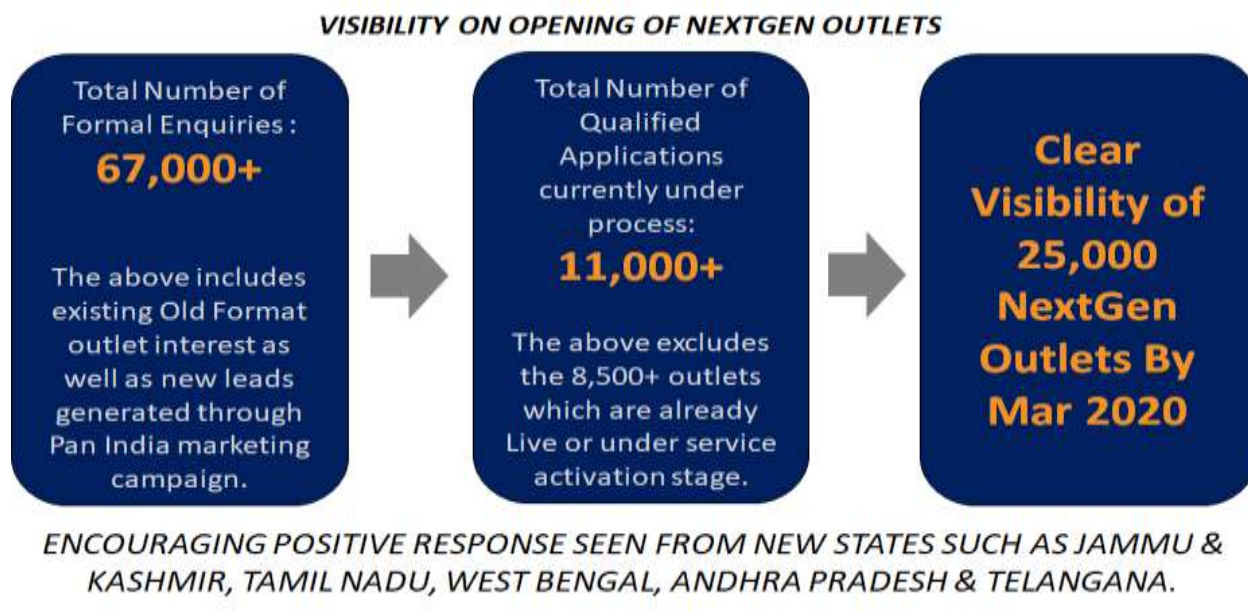 VISIBILITY ON OPENING OF NEXTGEN OUTLETS
Total Number of
Formal Enquiries :
67,000+
The above includes
existing Old Format
outlet interest as
well as new leads
generated through
Pan India marketing
campaign.
Total Number of
Qualified
Applications
currently under
process:
11,000+
The above excludes
the 8,500+ outlets
which are already
Live or under service
activation stage.
Clear
Visibility of
25,000
NextGen
Outlets By
Mar 2020
ENCOURAGING POSITIVE RESPONSE SEEN FROM NEW STATES SUCH AS JAMMU &
KASHMIR, TAMIL NADU, WEST BENGAL, ANDHRA PRADESH & TELANGANA.